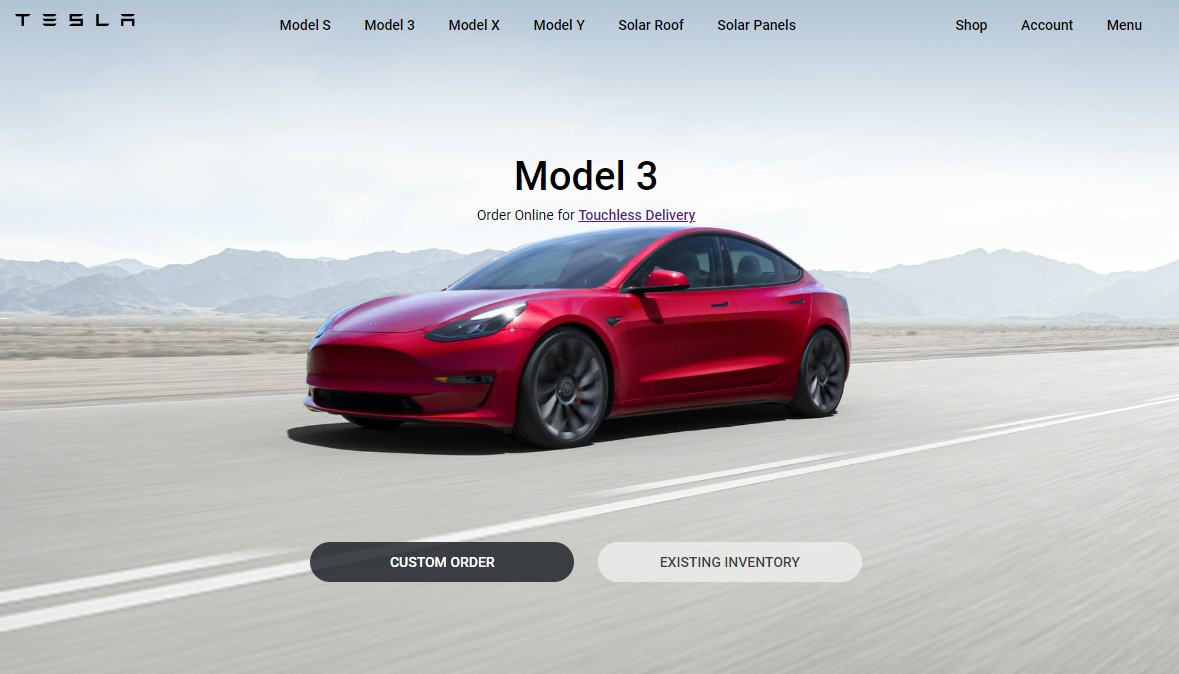 TESLA
Model S
Model 3
Model X
Model Y
Solar Roof
Solar Panels
Shop
Account
Menu
Model 3
Order Online for Touchless Delivery
CUSTOM ORDER
EXISTING INVENTORY